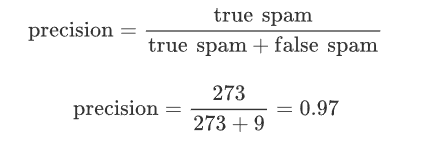 precision = true spam / true spam + false spam
precision = 273 / 273 + 9 = 0.97